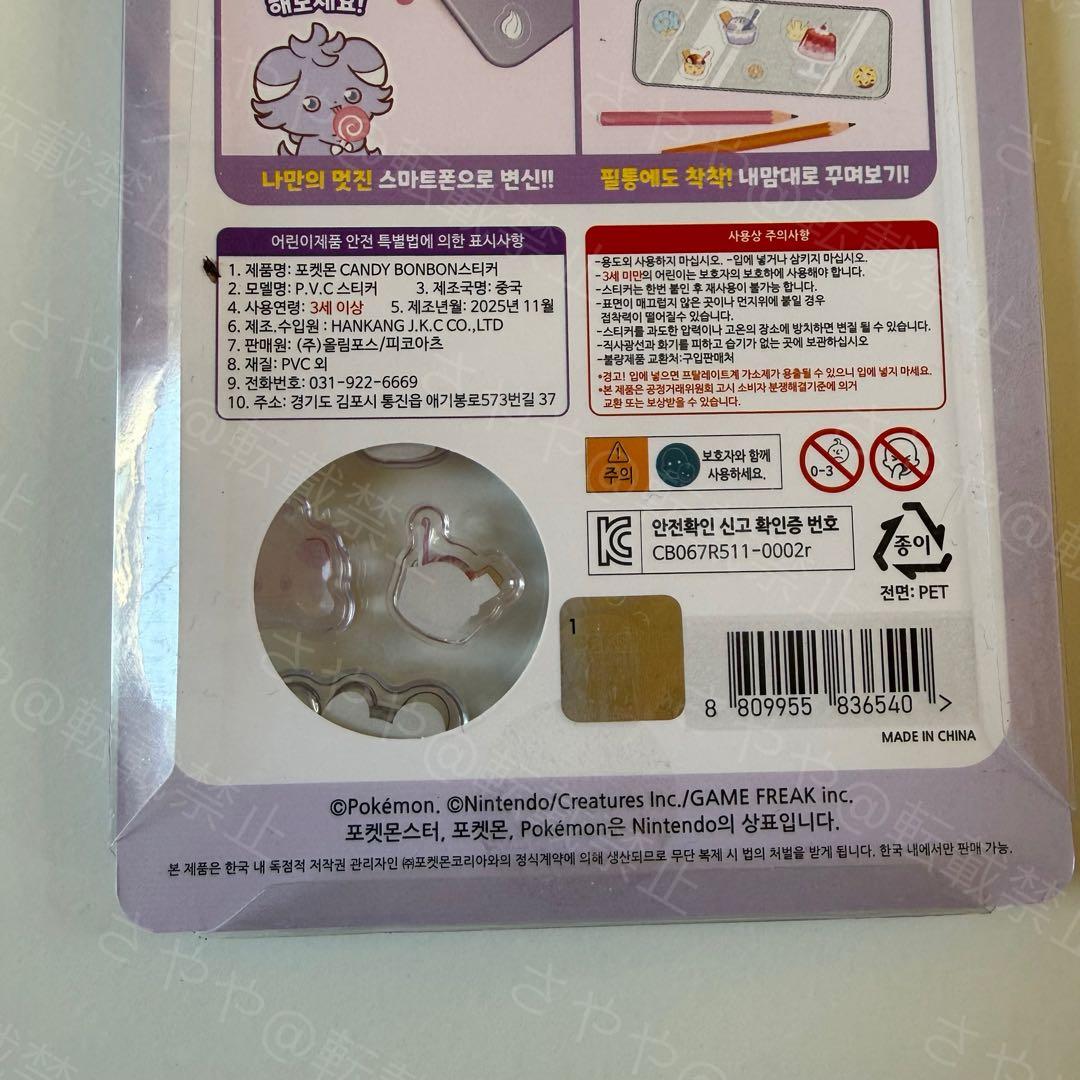 해보세요!
나만의 멋진 스마트폰으로 변신!!
필통에도 착착! 내맘대로 꾸며보기!
어린이제품 안전 특별법에 의한 표시사항
1. 제품명: 포켓몬 CANDY BONBON스티커
2. 모델명: P.V.C 스티커 3. 제조국명: 중국
4. 사용연령: 3세 이상 5. 제조년월: 2025년 11월
6. 제조.수입원 : HANKANG J.K.C CO.,LTD
7. 판매원: (주)올림포스/피코아츠
8. 재질: PVC 외
9. 전화번호: 031-922-6669
10. 주소: 경기도 김포시 통진읍 애기봉로573번길 37
사용상 주의사항
-용도외 사용하지 마십시오. -입에 넣거나 삼키지 마십시오.
-3세 미만의 어린이는 보호자의 보호하에 사용해야 합니다.
-스티커는 한번 붙인 후 재사용이 불가능 합니다.
-표면이 매끄럽지 않은 곳이나 먼지위에 붙일 경우
점착력이 떨어질수 있습니다.
-스티커를 과도한 압력이나 고온의 장소에 방치하면 변질 될 수 있습니다.
-직사광선과 화기를 피하고 습기가 없는 곳에 보관하십시오
-불량제품 교환처:구입판매처
•경고! 입에 넣으면 프탈레이트계 가소제가 용출될 수 있으니 입에 넣지 마세요.
•본 제품은 공정거래위원회 고시 소비자 분쟁해결기준에 의거
교환 또는 보상받을 수 있습니다.
주의
보호자와 함께
사용하세요.
0-3
안전확인 신고 확인증 번호
CB067R511-0002r
종이
전면: PET
1
8 809955 836540 >
MADE IN CHINA
©Pokémon. ©Nintendo/Creatures Inc./GAME FREAK inc.
포켓몬스터, 포켓몬, Pokémon은 Nintendo의 상표입니다.
본 제품은 한국 내 독점적 저작권 관리자인 ㈜포켓몬코리아와의 정식계약에 의해 생산되므로 무단 복제 시 법의 처벌을 받게 됩니다. 한국 내에서만 판매 가능.
さやや@転載禁止